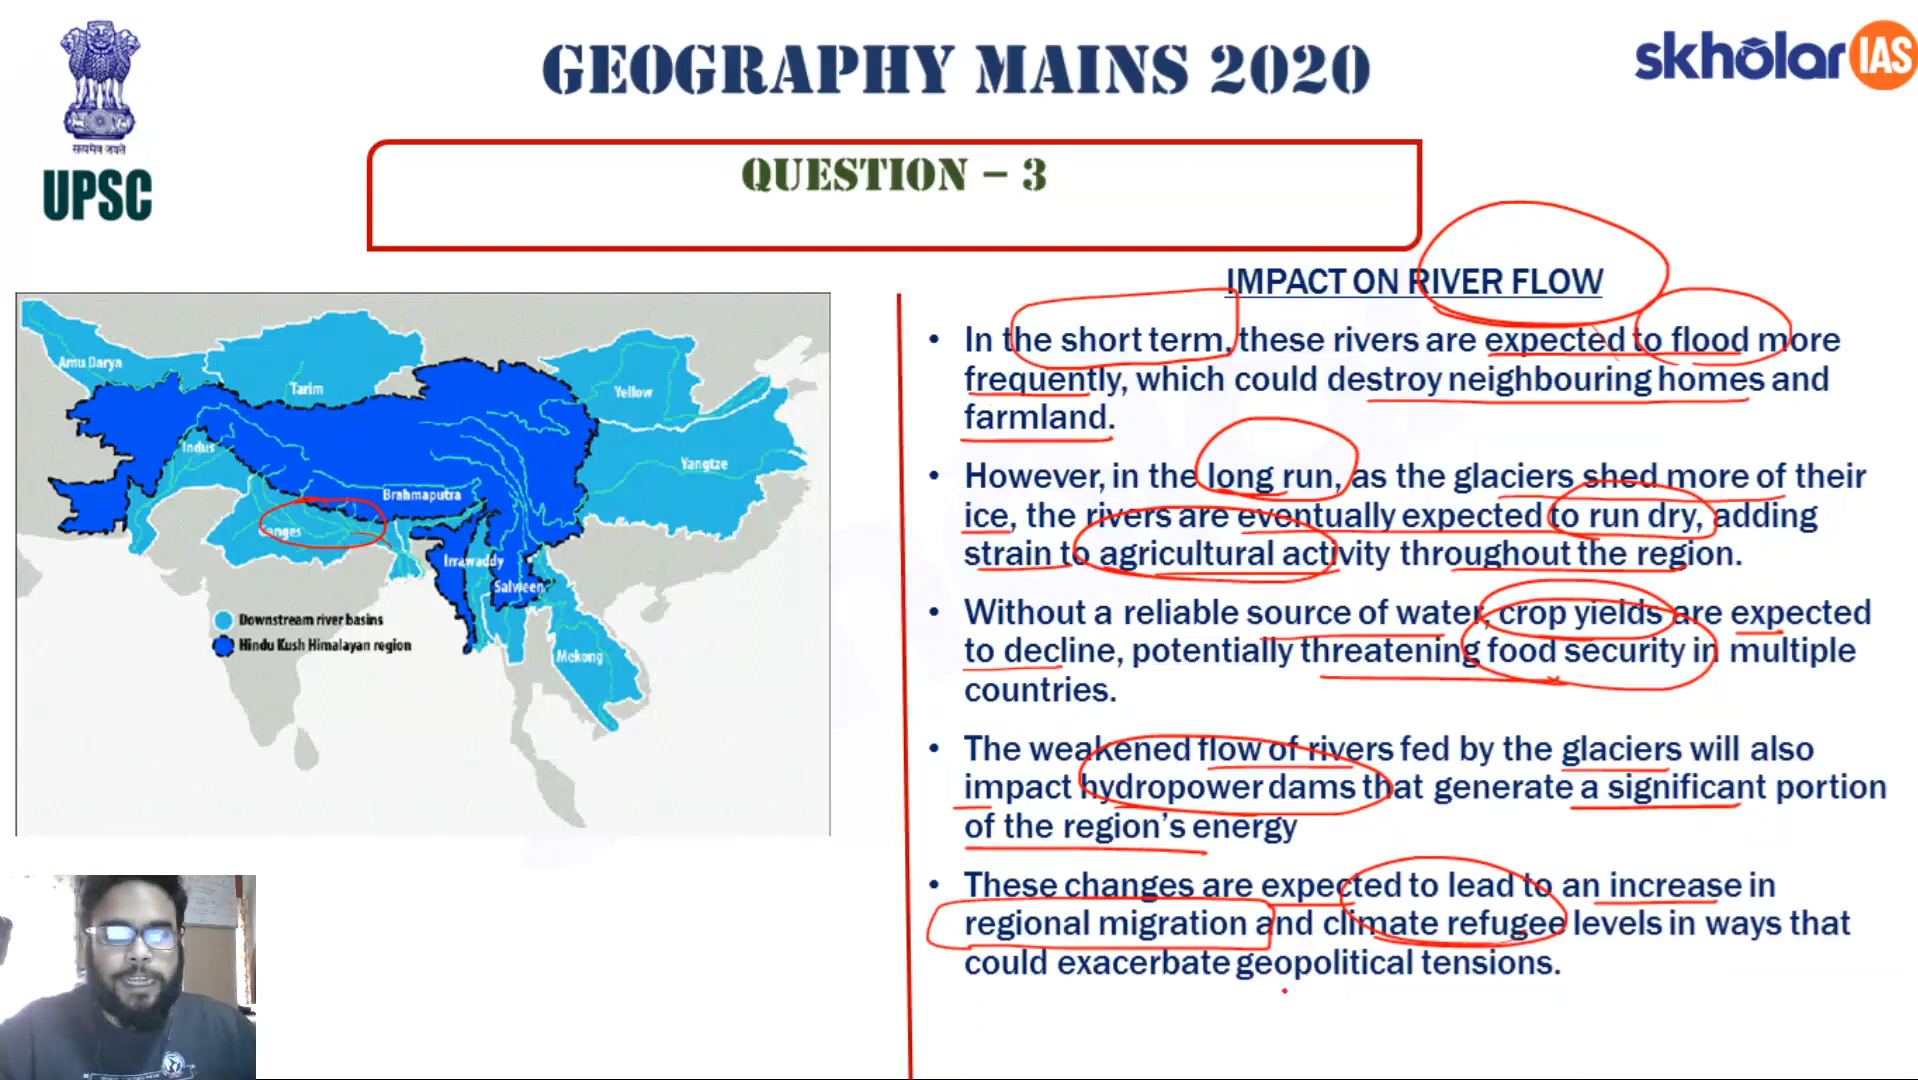 GEOGRAPHY MAINS 2020
skholar IAS
सत्यमेव जयते
UPSC
QUESTION – 3
Amu Darya
Tarim
Yellow
Indus
Yangtze
Brahmaputra
anges
Irrawaddy
Salween
Mekong
Downstream river basins
Hindu Kush Himalayan region
IMPACT ON RIVER FLOW
• In the short term, these rivers are expected to flood more
frequently, which could destroy neighbouring homes and
farmland.
• However, in the long run, as the glaciers shed more of their
ice, the rivers are eventually expected to run dry, adding
strain to agricultural activity throughout the region.
• Without a reliable source of water, crop yields are expected
to decline, potentially threatening food security in multiple
countries.
• The weakened flow of rivers fed by the glaciers will also
impact hydropower dams that generate a significant portion
of the region's energy
• These changes are expected to lead to an increase in
regional migration and climate refugee levels in ways that
could exacerbate geopolitical tensions.